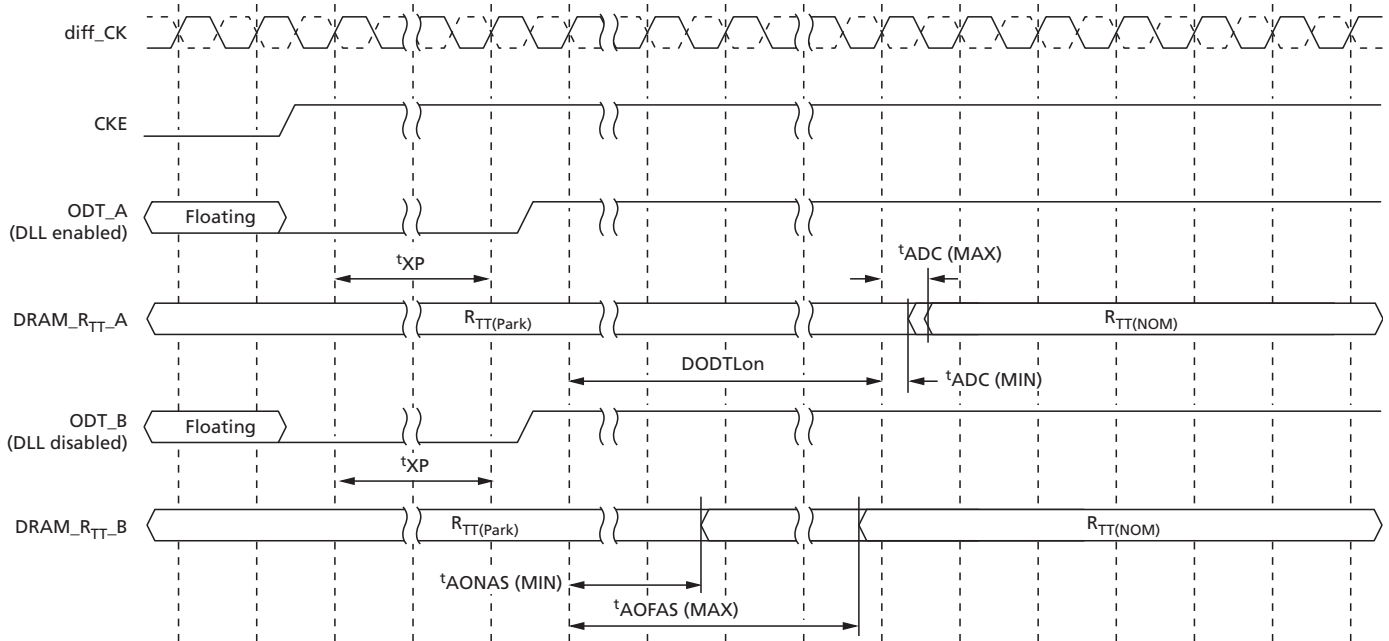 diff_CK
CKE
ODT_A
(DLL enabled)
Floating
tXP
tADC (MAX)
DRAM_RTT_A
RTT(Park)
RTT(NOM)
DODTLon
tADC (MIN)
ODT_B
(DLL disabled)
Floating
tXP
DRAM_RTT_B
RTT(Park)
RTT(NOM)
tAONAS (MIN)
tAOFAS (MAX)